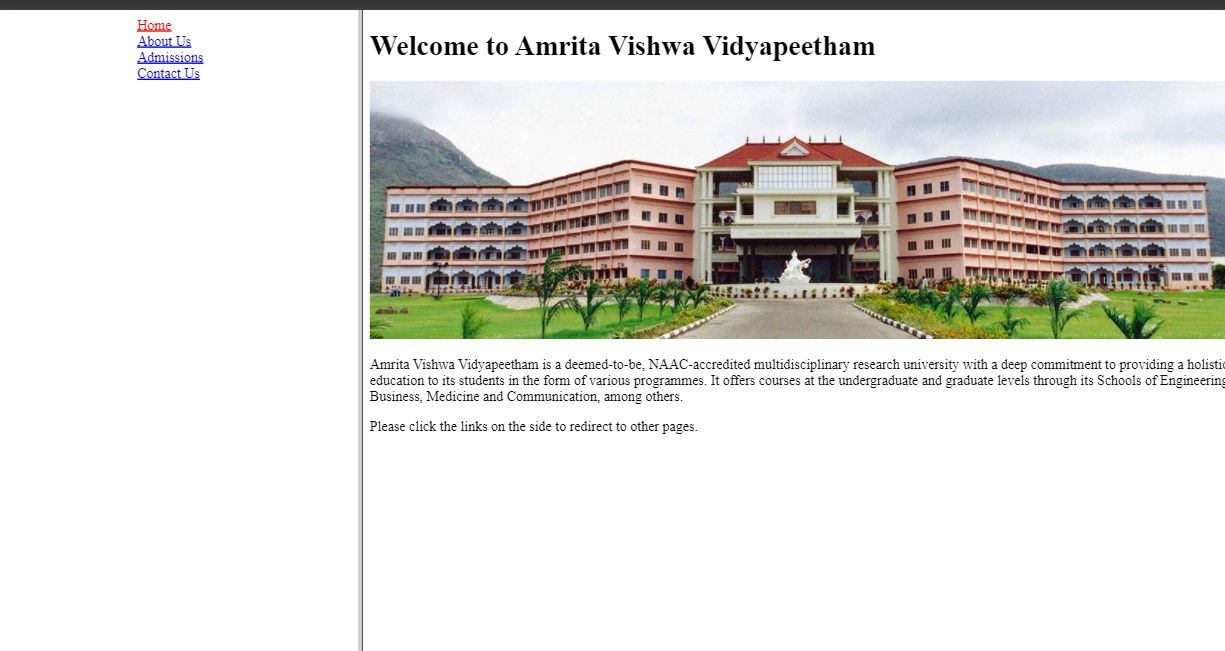 Home
About Us
Admissions
Contact Us
Welcome to Amrita Vishwa Vidyapeetham
Amrita Vishwa Vidyapeetham is a deemed-to-be, NAAC-accredited multidisciplinary research university with a deep commitment to providing a holistic
education to its students in the form of various programmes. It offers courses at the undergraduate and graduate levels through its Schools of Engineering
Business, Medicine and Communication, among others.
Please click the links on the side to redirect to other pages.